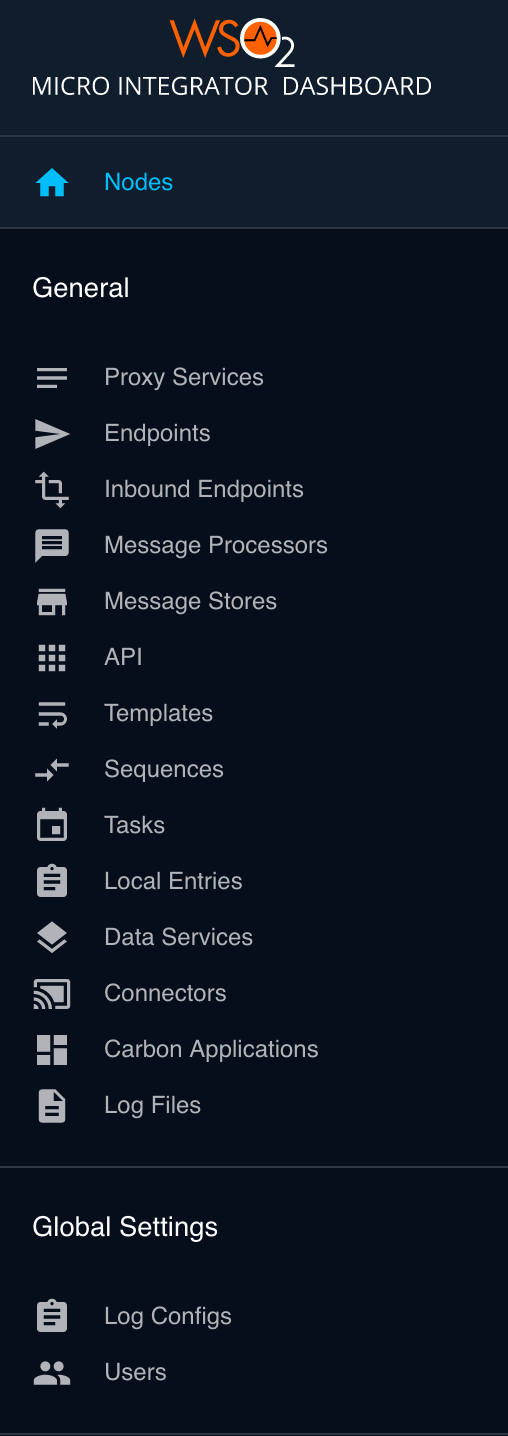 WSO2
MICRO INTEGRATOR DASHBOARD
Nodes
General
Proxy Services
Endpoints
Inbound Endpoints
Message Processors
Message Stores
API
Templates
Sequences
Tasks
Local Entries
Data Services
Connectors
Carbon Applications
Log Files
Global Settings
Log Configs
Users